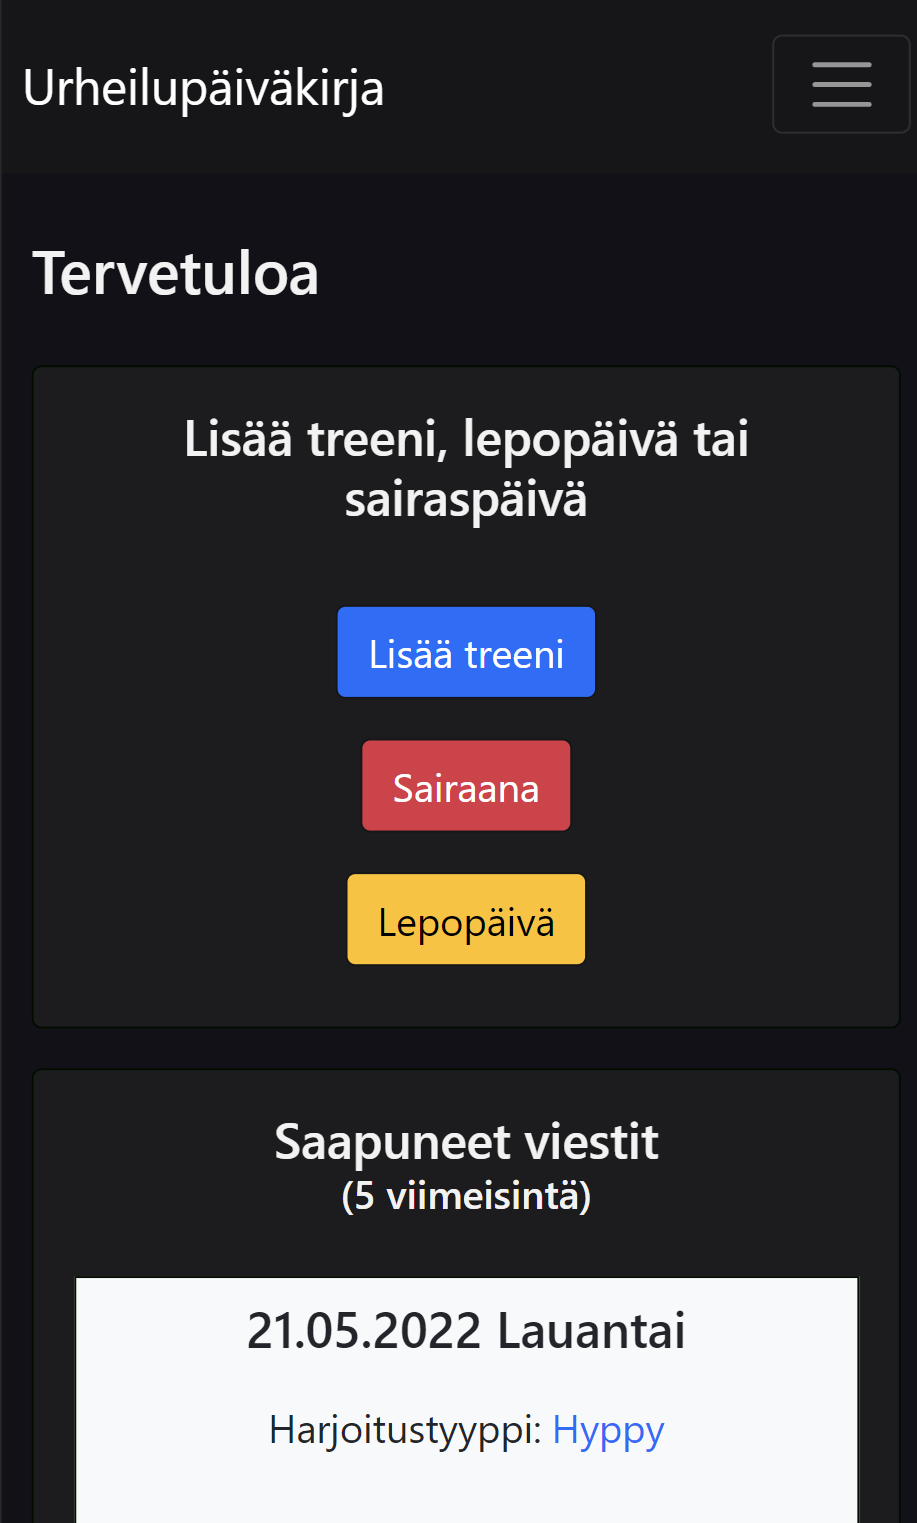 Urheilupäiväkirja
Tervetuloa
Lisää treeni, lepopäivä tai
sairaspäivä
Lisää treeni
Sairaana
Lepopäivä
Saapuneet viestit
(5 viimeisintä)
21.05.2022 Lauantai
Harjoitustyyppi: Hyppy